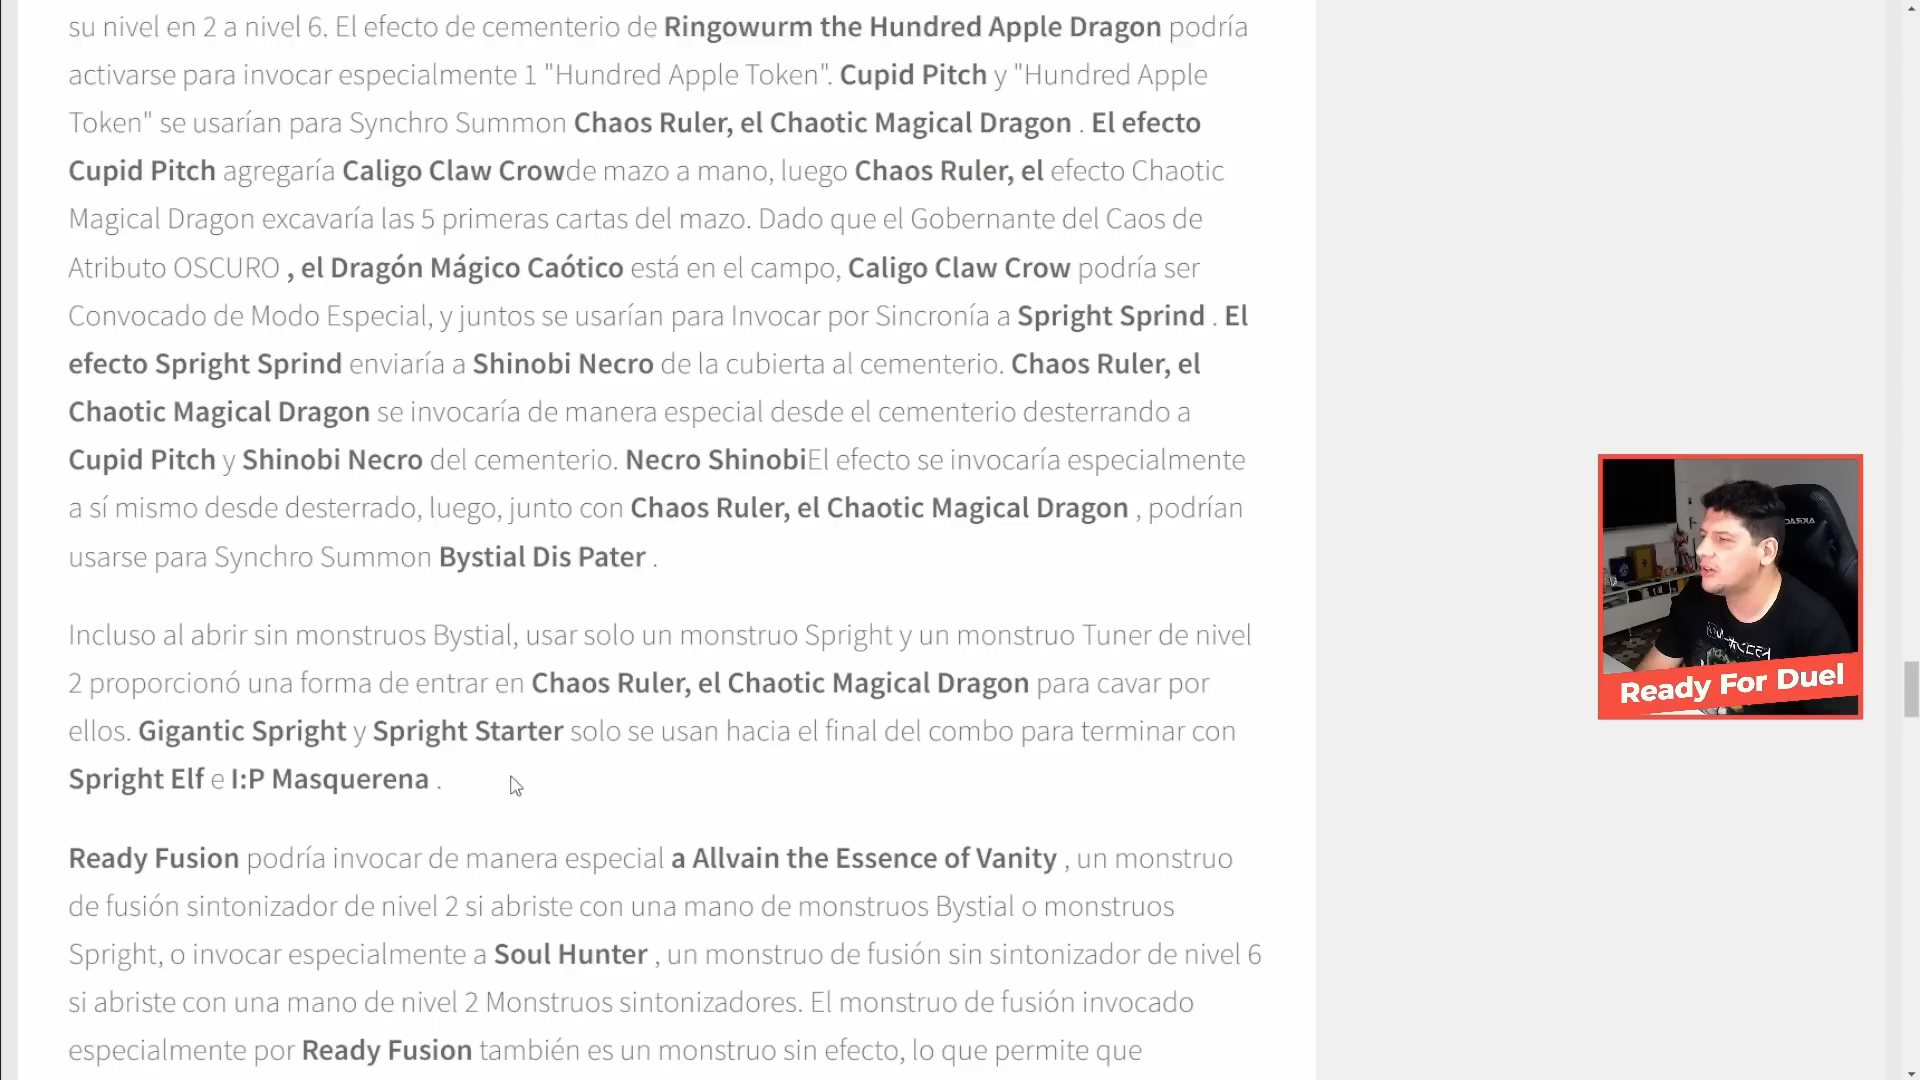 su nivel en 2 a nivel 6. El efecto de cementerio de Ringowurm the Hundred Apple Dragon podría
activarse para invocar especialmente 1 "Hundred Apple Token". Cupid Pitch y "Hundred Apple
Token" se usarían para Synchro Summon Chaos Ruler, el Chaotic Magical Dragon . El efecto
Cupid Pitch agregaría Caligo Claw Crowde mazo a mano, luego Chaos Ruler, el efecto Chaotic
Magical Dragon excavaría las 5 primeras cartas del mazo. Dado que el Gobernante del Caos de
Atributo OSCURO , el Dragón Mágico Caótico está en el campo, Caligo Claw Crow podría ser
Convocado de Modo Especial, y juntos se usarían para Invocar por Sincronía a Spright Sprind . El
efecto Spright Sprind enviaría a Shinobi Necro de la cubierta al cementerio. Chaos Ruler, el
Chaotic Magical Dragon se invocaría de manera especial desde el cementerio desterrando a
Cupid Pitch y Shinobi Necro del cementerio. Necro ShinobiEl efecto se invocaría especialmente
a sí mismo desde desterrado, luego, junto con Chaos Ruler, el Chaotic Magical Dragon , podrían
usarse para Synchro Summon Bystial Dis Pater .
Incluso al abrir sin monstruos Bystial, usar solo un monstruo Spright y un monstruo Tuner de nivel
2 proporcionó una forma de entrar en Chaos Ruler, el Chaotic Magical Dragon para cavar por
ellos. Gigantic Spright y Spright Starter solo se usan hacia el final del combo para terminar con
Spright Elf e I:P Masquerena .
Ready Fusion podría invocar de manera especial a Allvain the Essence of Vanity , un monstruo
de fusión sintonizador de nivel 2 si abriste con una mano de monstruos Bystial o monstruos
Spright, o invocar especialmente a Soul Hunter , un monstruo de fusión sin sintonizador de nivel 6
si abriste con una mano de nivel 2 Monstruos sintonizadores. El monstruo de fusión invocado
especialmente por Ready Fusion también es un monstruo sin efecto, lo que permite que
Ready For Duel